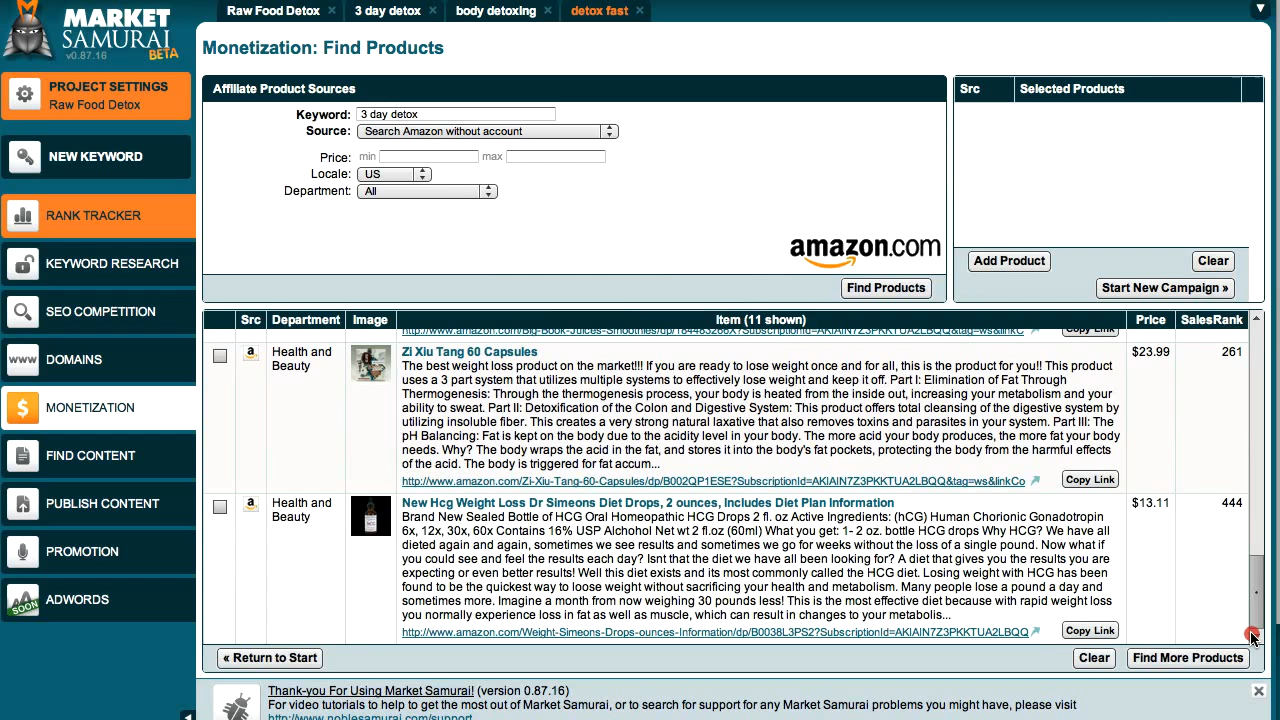 MARKET
SAMURAI
v0.87.16
BETA
Raw Food Detox
3 day detox
body detoxing
detox fast
PROJECT SETTINGS
Raw Food Detox
NEW KEYWORD
RANK TRACKER
KEYWORD RESEARCH
SEO COMPETITION
www
DOMAINS
$
MONETIZATION
FIND CONTENT
PUBLISH CONTENT
PROMOTION
SOON
ADWORDS
Monetization: Find Products
Affiliate Product Sources
Keyword: 3 day detox
Source: Search Amazon without account
Price: min max
Locale: US
Department: All
amazon.com
Find Products
Src Selected Products
Add Product Clear
Start New Campaign »
Src Department Image Item (11 shown) Price SalesRank
http://www.amazon.com/Big-Book-Juices-Smoothies/dp/184483266X?SubscriptionId=AKIAIN7Z3PKKTUA2LBQQ&tag=ws&linkC Copy Link
a Health and Beauty
Zi Xiu Tang 60 Capsules $23.99 261
The best weight loss product on the market!!! If you are ready to lose weight once and for all, this is the product for you!! This product
uses a 3 part system that utilizes multiple systems to effectively lose weight and keep it off. Part I: Elimination of Fat Through
Thermogenesis: Through the thermogenesis process, your body is heated from the inside out, increasing your metabolism and your
ability to sweat. Part II: Detoxification of the Colon and Digestive System: This product offers total cleansing of the digestive system by
utilizing insoluble fiber. This creates a very strong natural laxative that also removes toxins and parasites in your system. Part III: The
pH Balancing: Fat is kept on the body due to the acidity level in your body. The more acid your body produces, the more fat your body
needs. Why? The body wraps the acid in the fat, and stores it into the body's fat pockets, protecting the body from the harmful effects
of the acid. The body is triggered for fat accum...
http://www.amazon.com/Zi-Xiu-Tang-60-Capsules/dp/B002QP1ESE?SubscriptionId=AKIAIN7Z3PKKTUA2LBQQ&tag=ws&linkCo Copy Link
a Health and Beauty
New Hcg Weight Loss Dr Simeons Diet Drops, 2 ounces, Includes Diet Plan Information $13.11 444
Brand New Sealed Bottle of HCG Oral Homeopathic HCG Drops 2 fl. oz Active Ingredients: (HCG) Human Chorionic Gonadotropin
6x, 12x, 30x, 60x Contains 16% USP Alchohol Net wt 2 fl.oz (60ml) What you get: 1- 2 oz. bottle HCG drops Why HCG? We have all
dieted again and again, sometimes we see results and sometimes we go for weeks without the loss of a single pound. Now what if
you could see and feel the results each day? Isnt that the diet we have all been looking for? A diet that gives you the results you are
expecting or even better results! Well this diet exists and its most commonly called the HCG diet. Losing weight with HCG has been
found to be the quickest way to loose weight without sacrificing your health and metabolism. Many people lose a pound a day and
sometimes more. Imagine a month from now weighing 30 pounds less! This is the most effective diet because with rapid weight loss
you normally experience loss in fat as well as muscle, which can result in changes to your metabolis...
http://www.amazon.com/Weight-Simeons-Drops-ounces-Information/dp/B0038L3PS2?SubscriptionId=AKIAIN7Z3PKKTUA2LBQQ Copy Link
« Return to Start Clear Find More Products
Thank-you For Using Market Samurai! (version 0.87.16)
For video tutorials to help to get the most out of Market Samurai, or to search for support for any Market Samurai problems you might have, please visit
http://www.noblesamurai.com/support